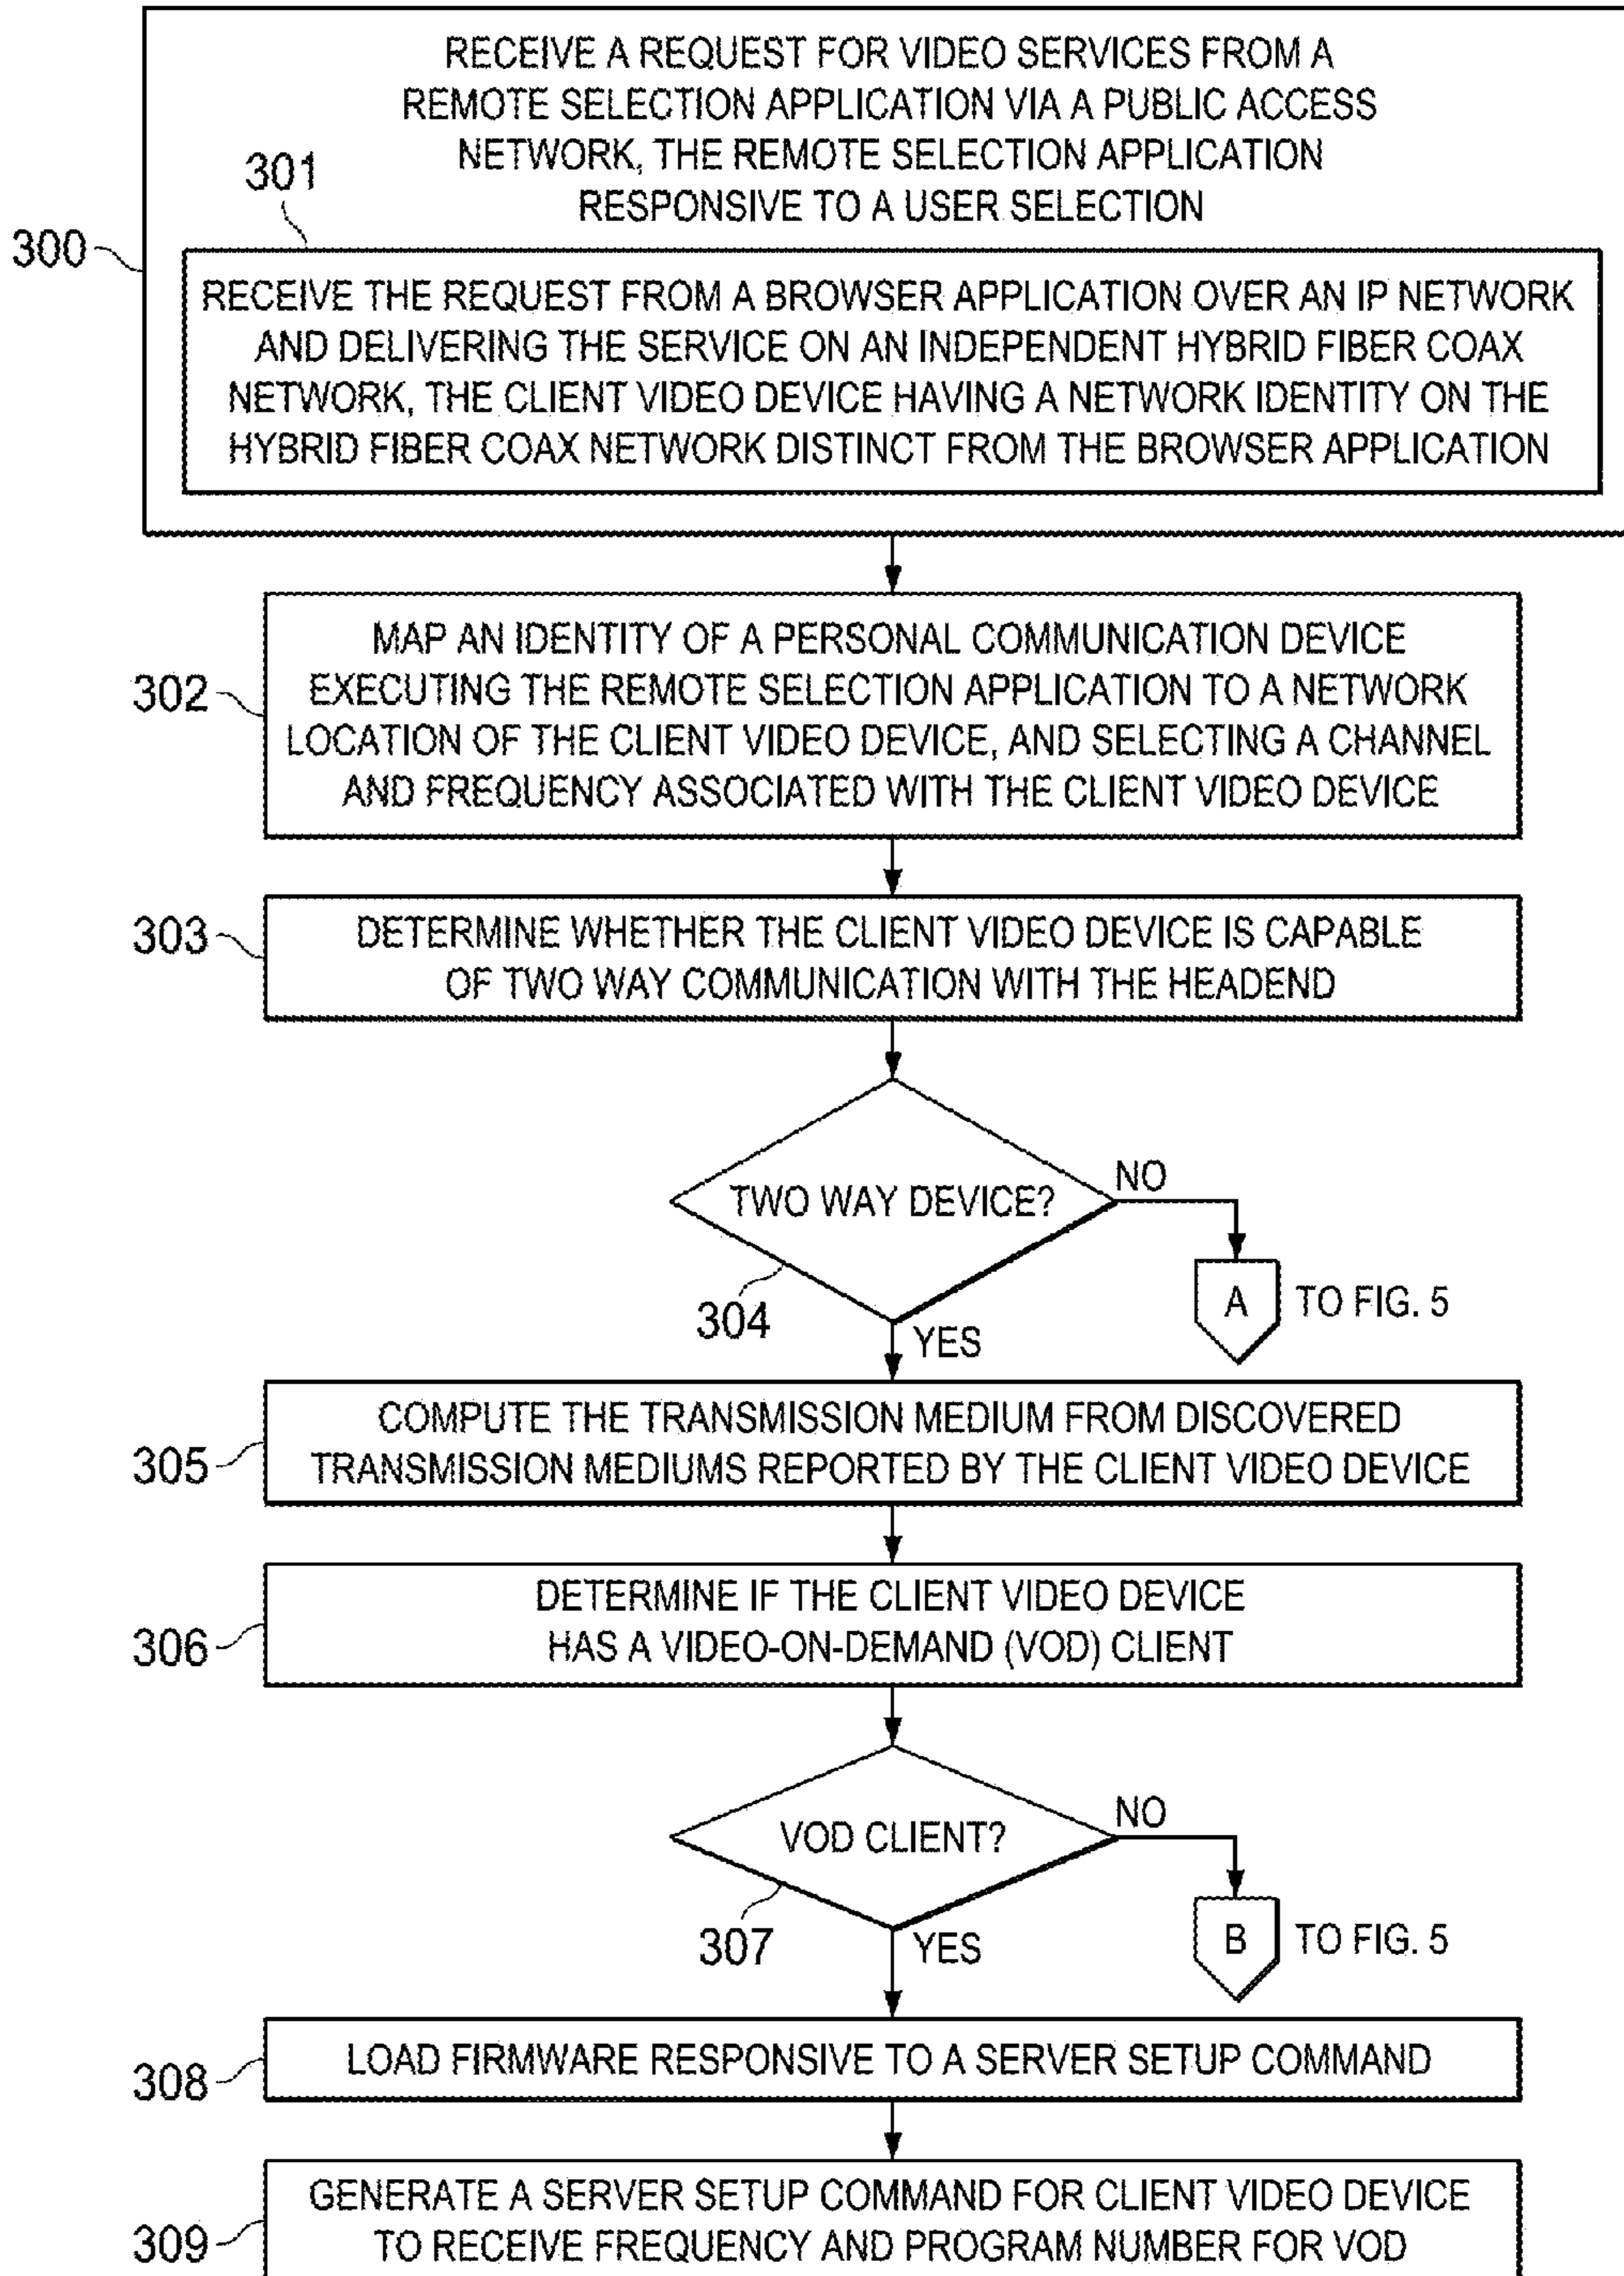 RECEIVE A REQUEST FOR VIDEO SERVICES FROM A
REMOTE SELECTION APPLICATION VIA A PUBLIC ACCESS
NETWORK, THE REMOTE SELECTION APPLICATION
RESPONSIVE TO A USER SELECTION
301
300
RECEIVE THE REQUEST FROM A BROWSER APPLICATION OVER AN IP NETWORK
AND DELIVERING THE SERVICE ON AN INDEPENDENT HYBRID FIBER COAX
NETWORK, THE CLIENT VIDEO DEVICE HAVING A NETWORK IDENTITY ON THE
HYBRID FIBER COAX NETWORK DISTINCT FROM THE BROWSER APPLICATION
302
MAP AN IDENTITY OF A PERSONAL COMMUNICATION DEVICE
EXECUTING THE REMOTE SELECTION APPLICATION TO A NETWORK
LOCATION OF THE CLIENT VIDEO DEVICE, AND SELECTING A CHANNEL
AND FREQUENCY ASSOCIATED WITH THE CLIENT VIDEO DEVICE
303
DETERMINE WHETHER THE CLIENT VIDEO DEVICE IS CAPABLE
OF TWO WAY COMMUNICATION WITH THE HEADEND
TWO WAY DEVICE?
NO
304
YES
A TO FIG. 5
305
COMPUTE THE TRANSMISSION MEDIUM FROM DISCOVERED
TRANSMISSION MEDIUMS REPORTED BY THE CLIENT VIDEO DEVICE
306
DETERMINE IF THE CLIENT VIDEO DEVICE
HAS A VIDEO-ON-DEMAND (VOD) CLIENT
VOD CLIENT?
NO
307
YES
B TO FIG. 5
308
LOAD FIRMWARE RESPONSIVE TO A SERVER SETUP COMMAND
309
GENERATE A SERVER SETUP COMMAND FOR CLIENT VIDEO DEVICE
TO RECEIVE FREQUENCY AND PROGRAM NUMBER FOR VOD